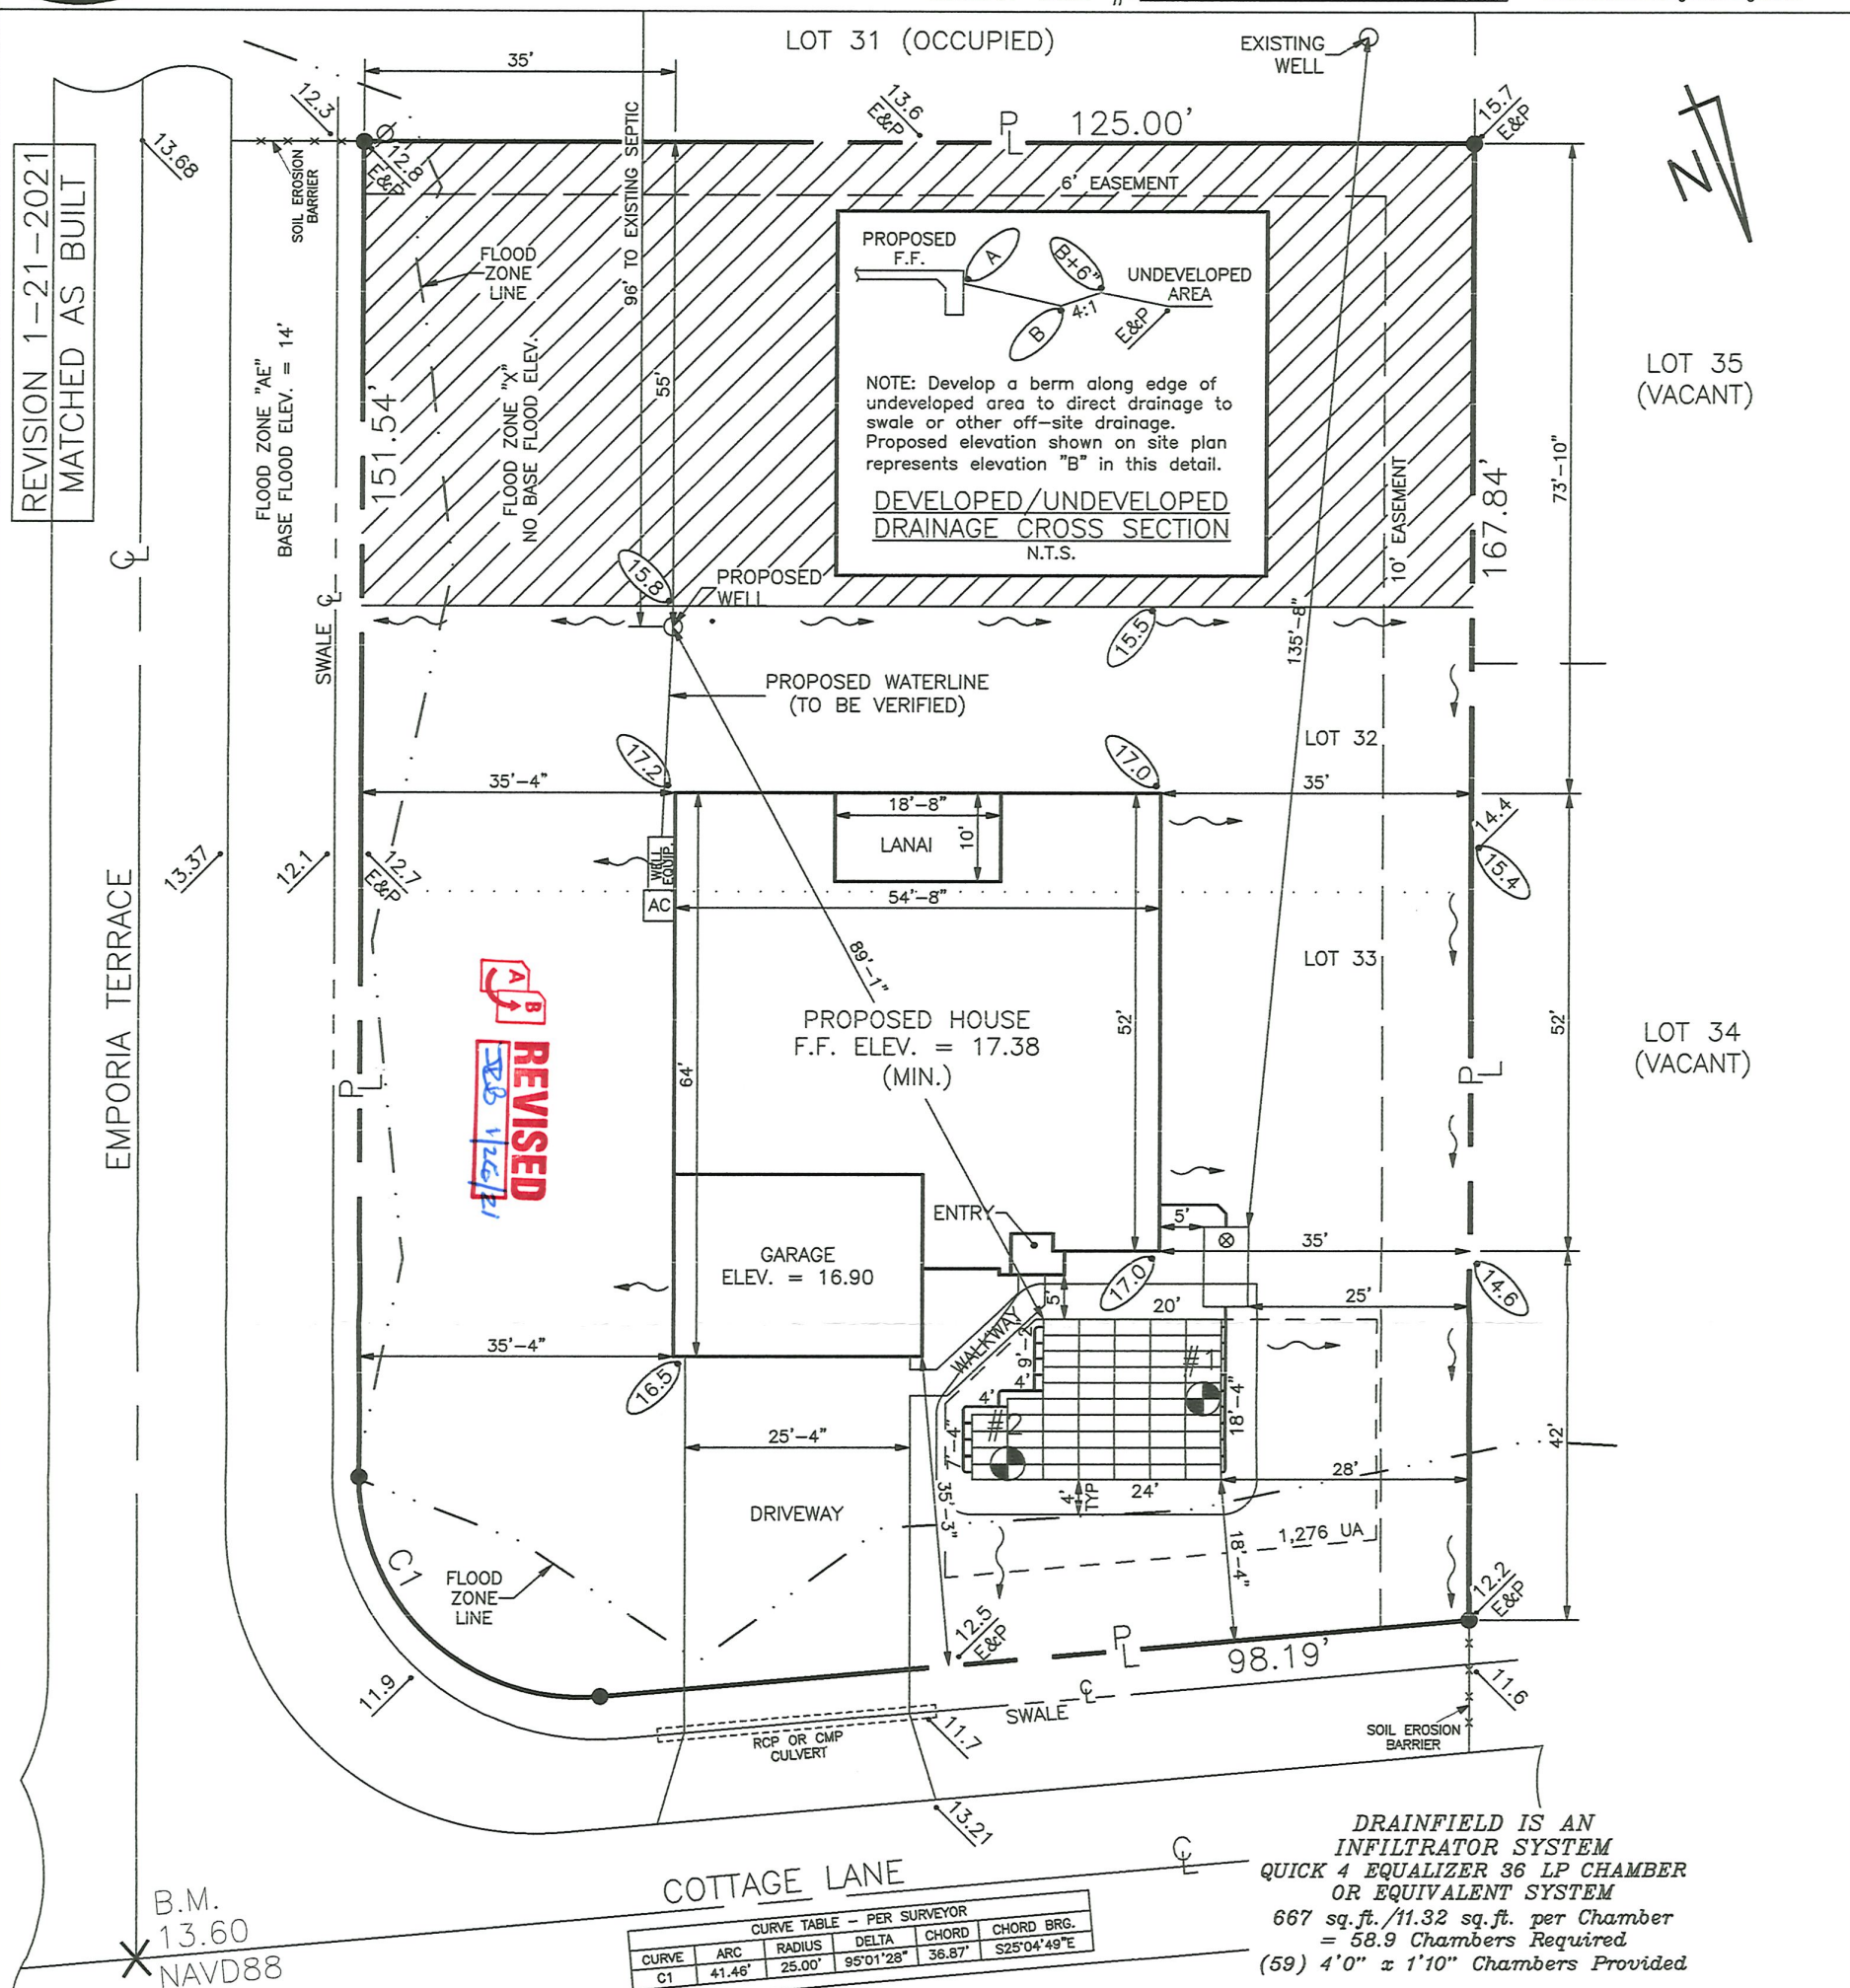 LOT 31 (OCCUPIED)
EXISTING
WELL
35'
12.3
13.6
E&P
P
L
125.00'
15.7
E&P
N
13.68
REVISION 1-21-2021
MATCHED AS BUILT
SOIL EROSION
BARRIER
12.8
E&P
6' EASEMENT
96' TO EXISTING SEPTIC
FLOOD
ZONE
LINE
PROPOSED
F.F.
A
B+6"
UNDEVELOPED
AREA
B
4:1
E&P
NOTE: Develop a berm along edge of
undeveloped area to direct drainage to
swale or other off-site drainage.
Proposed elevation shown on site plan
represents elevation "B" in this detail.
DEVELOPED/UNDEVELOPED
DRAINAGE CROSS SECTION
N.T.S.
LOT 35
(VACANT)
FLOOD ZONE "AE"
BASE FLOOD ELEV. = 14'
151.54'
FLOOD ZONE "X"
NO BASE FLOOD ELEV.
55'
73'-10"
167.84'
10' EASEMENT
CL
SWALE CL
15.8
PROPOSED
WELL
15.5
135'-8"
PROPOSED WATERLINE
(TO BE VERIFIED)
LOT 32
17.2
17.0
35'-4"
35'
18'-8"
LANAI
10'
WELL
EQUIP.
AC
54'-8"
14.4
15.4
13.37
12.1
12.7
E&P
EMPORIA TERRACE
LOT 33
89'-1"
PROPOSED HOUSE
F.F. ELEV. = 17.38
(MIN.)
52'
52'
LOT 34
(VACANT)
64'
A
B
REVISED
JRB 1/26/21
P
L
P
L
ENTRY
5'
35'
GARAGE
ELEV. = 16.90
17.0
14.6
5'
20'
25'
WALKWAY
35'-4"
16.5
9'-2"
4'
4'
#1
#2
18'-4"
7'-4"
25'-4"
42'
28'
35'-3"
4'
TYP
24'
DRIVEWAY
1,276 UA
18'-4"
C1
FLOOD
ZONE
LINE
12.2
E&P
12.5
E&P
P
L
98.19'
11.9
CL
SWALE
11.6
RCP OR CMP
CULVERT
11.7
SOIL EROSION
BARRIER
13.21
COTTAGE LANE
CL
B.M.
13.60
NAVD88
CURVE TABLE - PER SURVEYOR
CURVE ARC RADIUS DELTA CHORD CHORD BRG.
C1 41.46' 25.00' 95°01'28" 36.87' S25°04'49"E
DRAINFIELD IS AN
INFILTRATOR SYSTEM
QUICK 4 EQUALIZER 36 LP CHAMBER
OR EQUIVALENT SYSTEM
667 sq.ft./11.32 sq.ft. per Chamber
= 58.9 Chambers Required
(59) 4'0" x 1'10" Chambers Provided